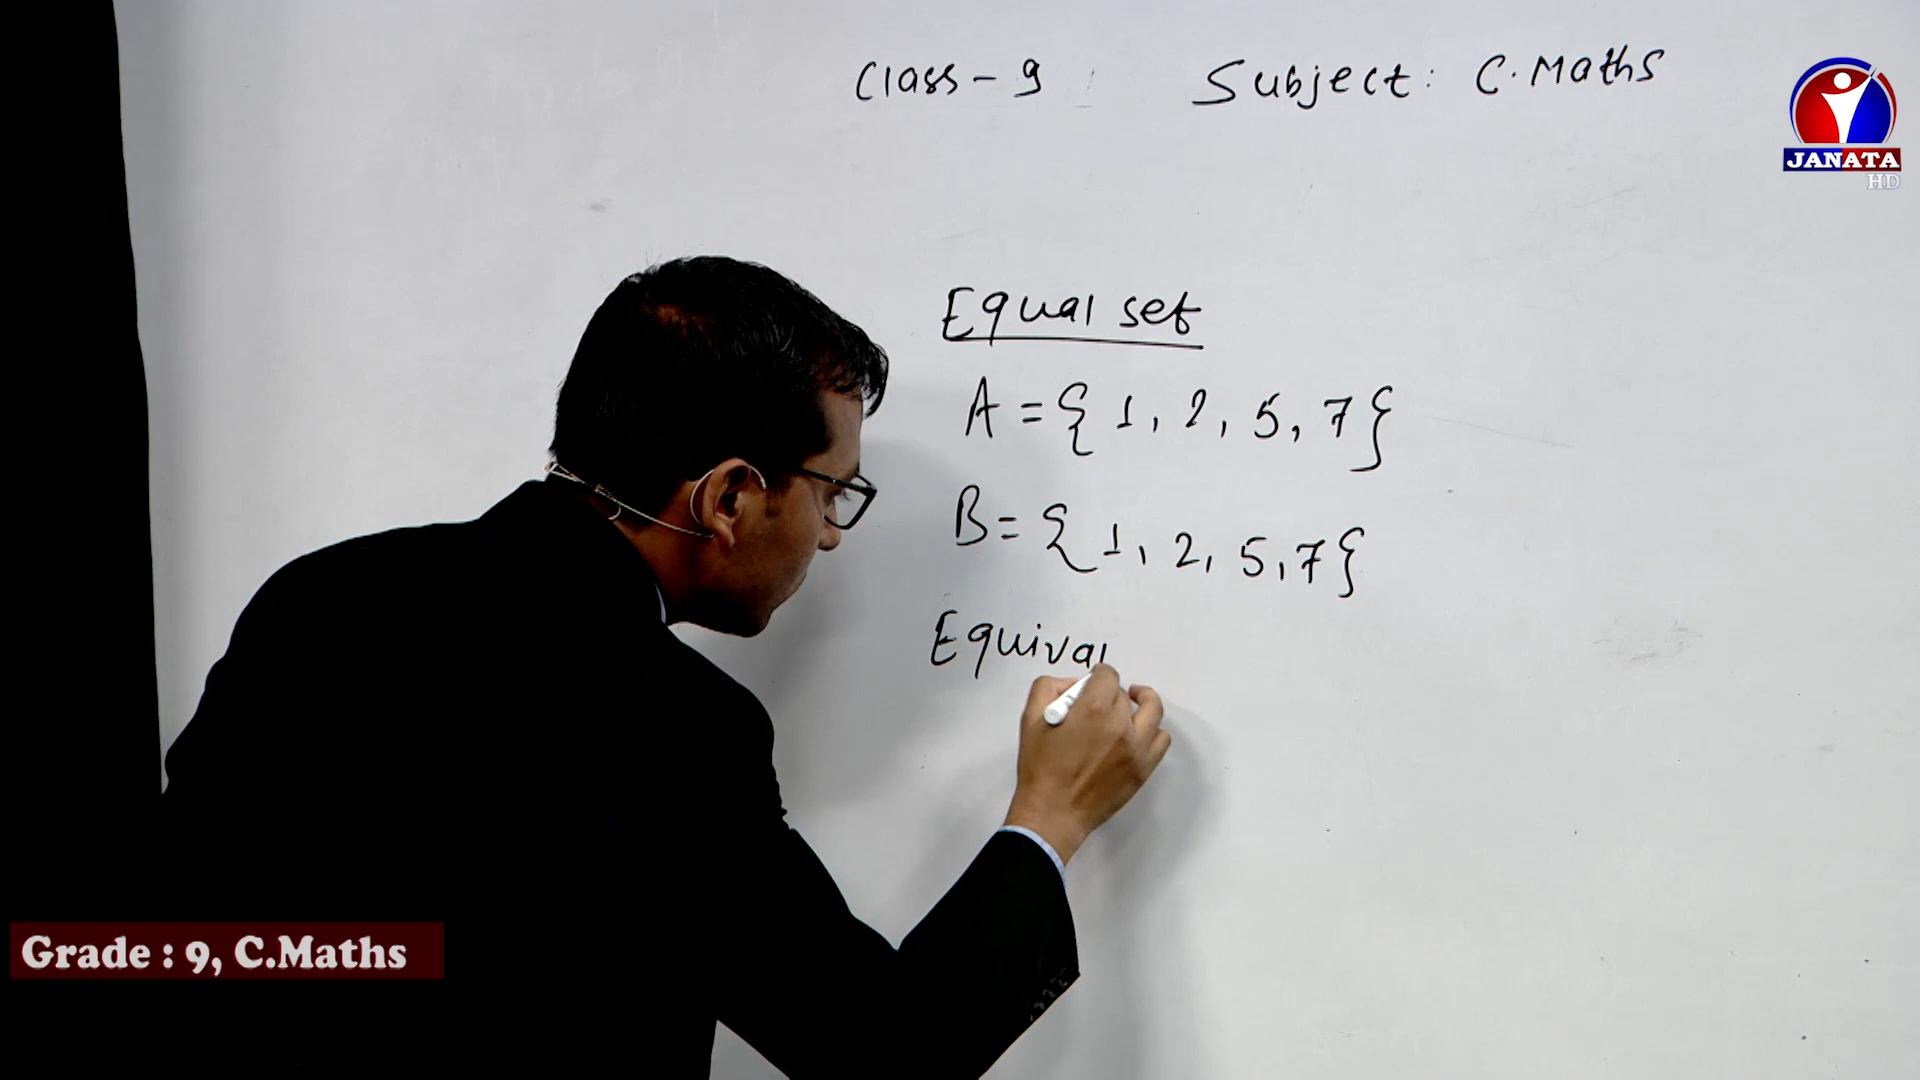 Class - 9 Subject: C. Maths
JANATA
HD
Equal set
A = { 1, 2, 5, 7 }
B = { 1, 2, 5, 7 }
Equival
Grade : 9, C.Maths